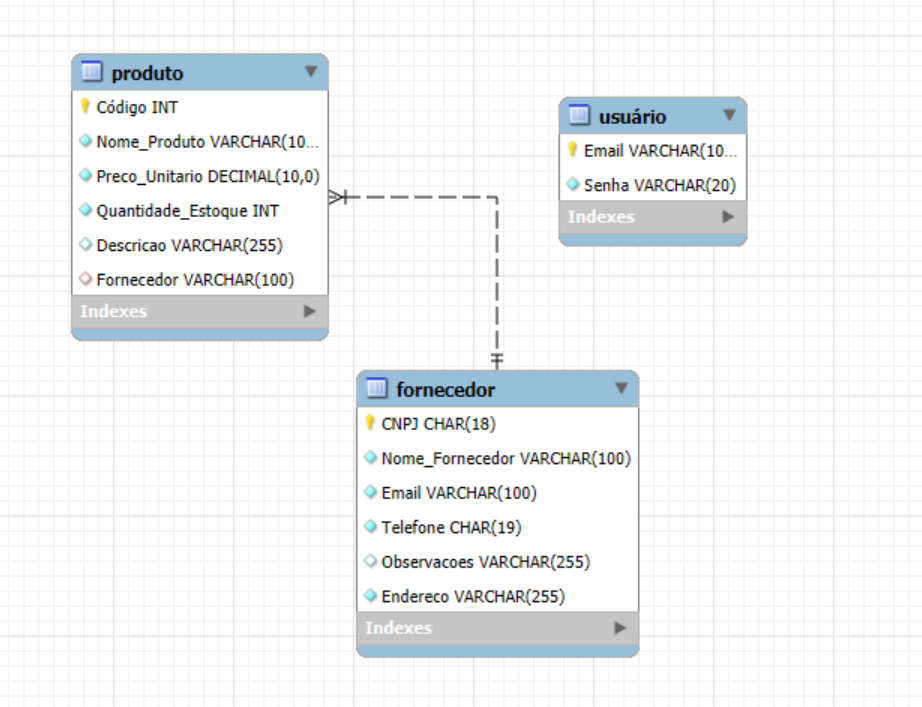 produto
Código INT
Nome_Produto VARCHAR(10...
Preco_Unitario DECIMAL(10,0)
Quantidade_Estoque INT
Descricao VARCHAR(255)
Fornecedor VARCHAR(100)
Indexes
usuário
Email VARCHAR(10...
Senha VARCHAR(20)
Indexes
fornecedor
CNPJ CHAR(18)
Nome_Fornecedor VARCHAR(100)
Email VARCHAR(100)
Telefone CHAR(19)
Observacoes VARCHAR(255)
Endereco VARCHAR(255)
Indexes